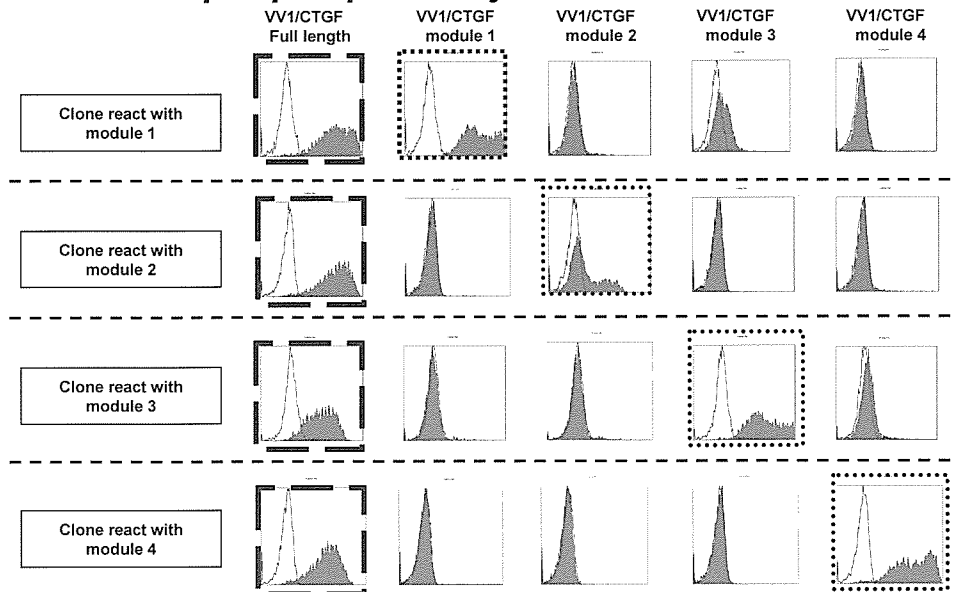 VV1/CTGF Full length
VV1/CTGF module 1
VV1/CTGF module 2
VV1/CTGF module 3
VV1/CTGF module 4
Clone react with
module 1
Clone react with
module 2
Clone react with
module 3
Clone react with
module 4